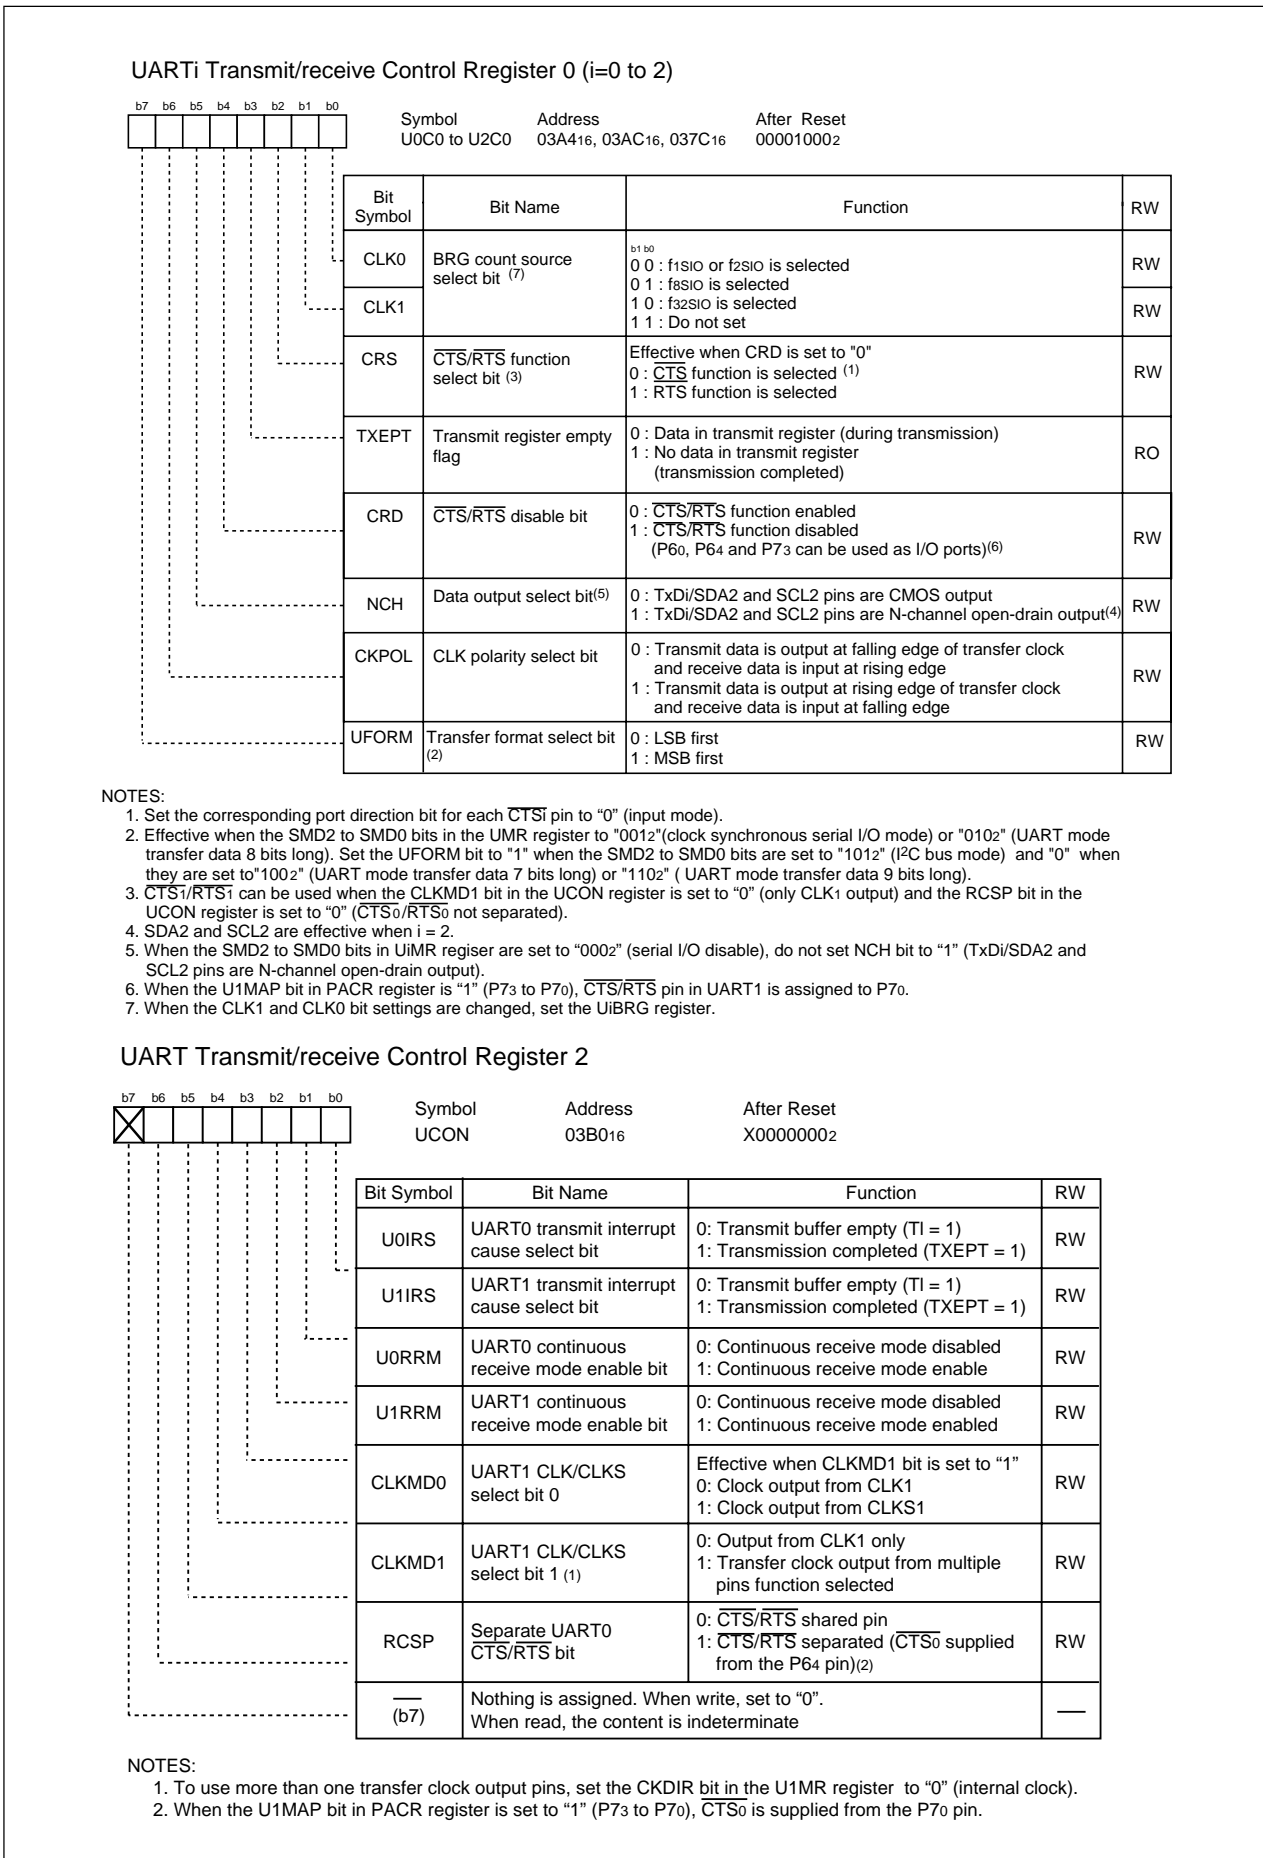 UARTi Transmit/receive Control Rregister 0 (i=0 to 2)
b7 b6 b5 b4 b3 b2 b1 b0
Symbol Address After Reset
U0C0 to U2C0 03A416, 03AC16, 037C16 000010002
Bit Symbol Bit Name Function RW
CLK0 BRG count source select bit (7)
b1 b0
0 0 : f1SIO or f2SIO is selected
0 1 : f8SIO is selected
RW
CLK1
1 0 : f32SIO is selected
1 1 : Do not set
RW
CRS CTS/RTS function select bit (3)
Effective when CRD is set to "0"
0 : CTS function is selected (1)
1 : RTS function is selected
RW
TXEPT Transmit register empty flag
0 : Data in transmit register (during transmission)
1 : No data in transmit register
(transmission completed)
RO
CRD CTS/RTS disable bit
0 : CTS/RTS function enabled
1 : CTS/RTS function disabled
(P60, P64 and P73 can be used as I/O ports)(6)
RW
NCH Data output select bit(5)
0 : TxDi/SDA2 and SCL2 pins are CMOS output
1 : TxDi/SDA2 and SCL2 pins are N-channel open-drain output(4)
RW
CKPOL CLK polarity select bit
0 : Transmit data is output at falling edge of transfer clock
and receive data is input at rising edge
1 : Transmit data is output at rising edge of transfer clock
and receive data is input at falling edge
RW
UFORM Transfer format select bit (2)
0 : LSB first
1 : MSB first
RW
NOTES:
1. Set the corresponding port direction bit for each CTSi pin to “0” (input mode).
2. Effective when the SMD2 to SMD0 bits in the UMR register to "0012"(clock synchronous serial I/O mode) or "0102" (UART mode
transfer data 8 bits long). Set the UFORM bit to "1" when the SMD2 to SMD0 bits are set to "1012" (I2C bus mode) and "0" when
they are set to"1002" (UART mode transfer data 7 bits long) or "1102" ( UART mode transfer data 9 bits long).
3. CTS1/RTS1 can be used when the CLKMD1 bit in the UCON register is set to “0” (only CLK1 output) and the RCSP bit in the
UCON register is set to “0” (CTS0/RTS0 not separated).
4. SDA2 and SCL2 are effective when i = 2.
5. When the SMD2 to SMD0 bits in UiMR regiser are set to “0002” (serial I/O disable), do not set NCH bit to “1” (TxDi/SDA2 and
SCL2 pins are N-channel open-drain output).
6. When the U1MAP bit in PACR register is “1” (P73 to P70), CTS/RTS pin in UART1 is assigned to P70.
7. When the CLK1 and CLK0 bit settings are changed, set the UiBRG register.
UART Transmit/receive Control Register 2
b7 b6 b5 b4 b3 b2 b1 b0
Symbol Address After Reset
UCON 03B016 X00000002
Bit Symbol Bit Name Function RW
U0IRS UART0 transmit interrupt cause select bit
0: Transmit buffer empty (TI = 1)
1: Transmission completed (TXEPT = 1)
RW
U1IRS UART1 transmit interrupt cause select bit
0: Transmit buffer empty (TI = 1)
1: Transmission completed (TXEPT = 1)
RW
U0RRM UART0 continuous receive mode enable bit
0: Continuous receive mode disabled
1: Continuous receive mode enable
RW
U1RRM UART1 continuous receive mode enable bit
0: Continuous receive mode disabled
1: Continuous receive mode enabled
RW
CLKMD0 UART1 CLK/CLKS select bit 0
Effective when CLKMD1 bit is set to “1”
0: Clock output from CLK1
1: Clock output from CLKS1
RW
CLKMD1 UART1 CLK/CLKS select bit 1 (1)
0: Output from CLK1 only
1: Transfer clock output from multiple
pins function selected
RW
RCSP Separate UART0 CTS/RTS bit
0: CTS/RTS shared pin
1: CTS/RTS separated (CTS0 supplied
from the P64 pin)(2)
RW
(b7)
Nothing is assigned. When write, set to “0”.
When read, the content is indeterminate
NOTES:
1. To use more than one transfer clock output pins, set the CKDIR bit in the U1MR register to “0” (internal clock).
2. When the U1MAP bit in PACR register is set to “1” (P73 to P70), CTS0 is supplied from the P70 pin.